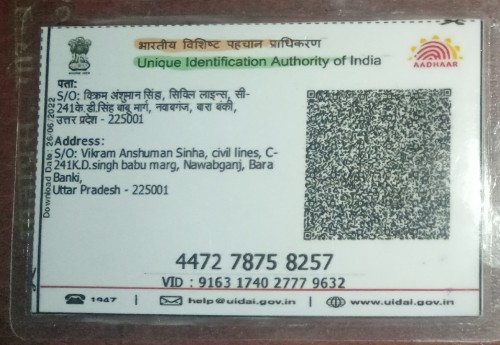 भारतीय विशिष्ट पहचान प्राधिकरण
Unique Identification Authority of India
AADHAAR
पता:
S/O: विक्रम अंशुमान सिंहा, सिविल लाइन्स, सी-
241के.डी.सिंह बाबू मार्ग, नवाबगंज, बारा बंकी,
उत्तर प्रदेश - 225001
Address:
S/O: Vikram Anshuman Sinha, civil lines, C-
241K.D.singh babu marg, Nawabganj, Bara
Banki,
Uttar Pradesh - 225001
Download Date: 26/06/2022
4472 7875 8257
VID : 9163 1740 2777 9632
1947 | help@uidai.gov.in | www.uidai.gov.in